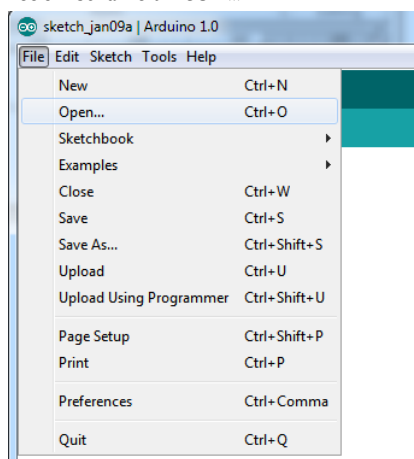 sketch_jan09a | Arduino 1.0
File Edit Sketch Tools Help
New Ctrl+N
Open... Ctrl+O
Sketchbook
Examples
Close Ctrl+W
Save Ctrl+S
Save As... Ctrl+Shift+S
Upload Ctrl+U
Upload Using Programmer Ctrl+Shift+U
Page Setup Ctrl+Shift+P
Print Ctrl+P
Preferences Ctrl+Comma
Quit Ctrl+Q